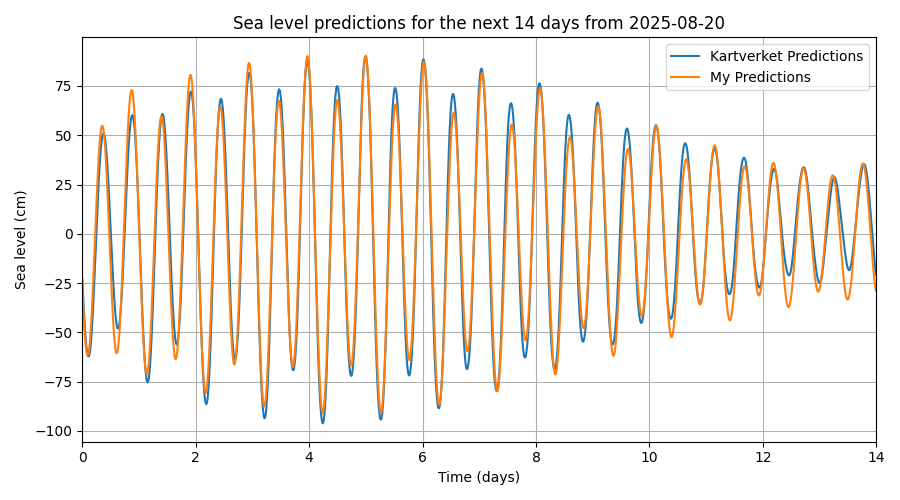 Sea level predictions for the next 14 days from 2025-08-20
Kartverket Predictions
My Predictions
Sea level (cm)
75
50
25
0
−25
−50
−75
−100
0 2 4 6 8 10 12 14
Time (days)